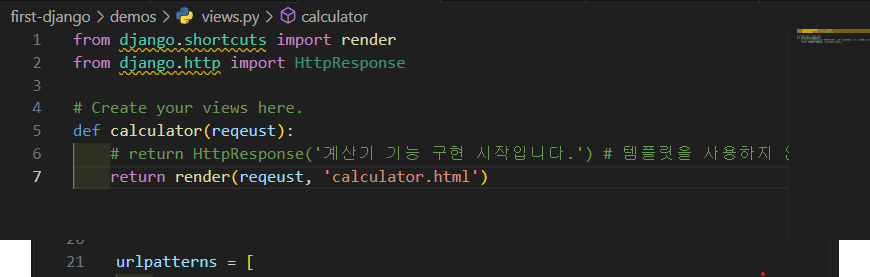 first-django > demos > views.py > calculator
1 from django.shortcuts import render
2 from django.http import HttpResponse
3
4 # Create your views here.
5 def calculator(reqeust):
6 # return HttpResponse('계산기 기능 구현 시작입니다.') # 템플릿을 사용하지
7 return render(reqeust, 'calculator.html')
20
21 urlpatterns = [